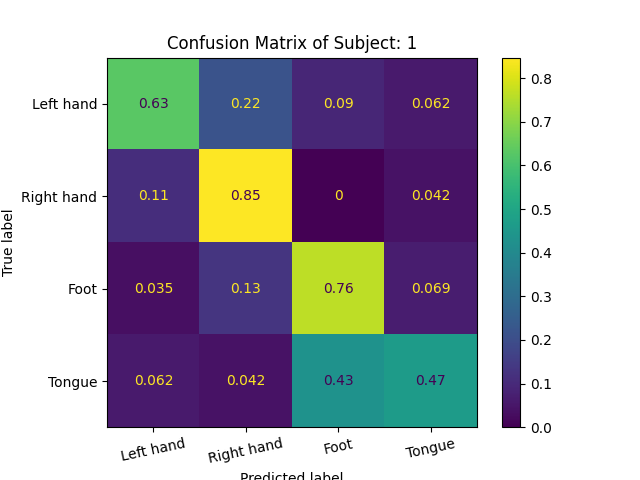 Confusion Matrix of Subject: 1
True label
Left hand 0.63 0.22 0.09 0.062
Right hand 0.11 0.85 0 0.042
Foot 0.035 0.13 0.76 0.069
Tongue 0.062 0.042 0.43 0.47
Left hand Right hand Foot Tongue
Predicted label
0.8
0.7
0.6
0.5
0.4
0.3
0.2
0.1
0.0